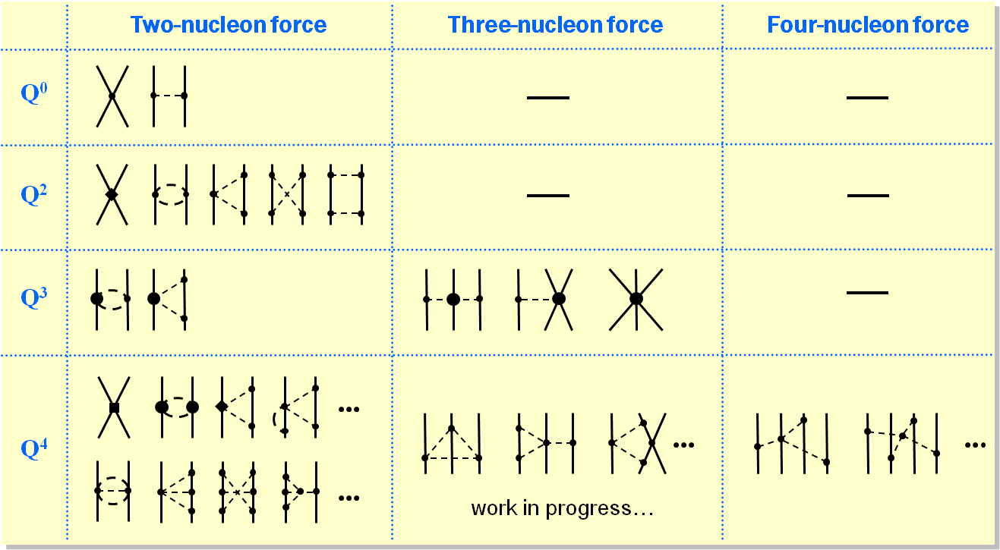 Two-nucleon force Three-nucleon force Four-nucleon force
Q⁰
Q²
Q³
Q⁴
...
...
...
...
work in progress...